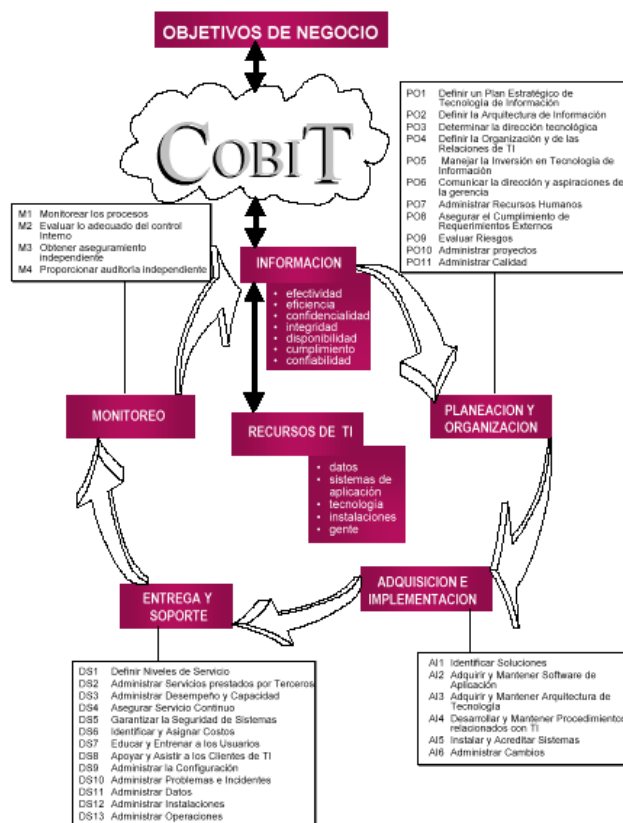 OBJETIVOS DE NEGOCIO
COBIT
PO1 Definir un Plan Estratégico de
Tecnología de Información
PO2 Definir la Arquitectura de Información
PO3 Determinar la dirección tecnológica
PO4 Definir la Organización y de las
Relaciones de TI
PO5 Manejar la Inversión en Tecnología de
Información
PO6 Comunicar la dirección y aspiraciones de
la gerencia
PO7 Administrar Recursos Humanos
PO8 Asegurar el Cumplimiento de
Requerimientos Externos
PO9 Evaluar Riesgos
PO10 Administrar proyectos
PO11 Administrar Calidad
M1 Monitorear los procesos
M2 Evaluar lo adecuado del control
Interno
M3 Obtener aseguramiento
independiente
M4 Proporcionar auditoría independiente
INFORMACION
• efectividad
• eficiencia
• confidencialidad
• integridad
• disponibilidad
• cumplimiento
• confiabilidad
MONITOREO
PLANEACION Y
ORGANIZACION
RECURSOS DE TI
• datos
• sistemas de
aplicación
• tecnología
• instalaciones
• gente
ENTREGA Y
SOPORTE
ADQUISICION E
IMPLEMENTACION
DS1 Definir Niveles de Servicio
DS2 Administrar Servicios prestados por Terceros
DS3 Administrar Desempeño y Capacidad
DS4 Asegurar Servicio Continuo
DS5 Garantizar la Seguridad de Sistemas
DS6 Identificar y Asignar Costos
DS7 Educar y Entrenar a los Usuarios
DS8 Apoyar y Asistir a los Clientes de TI
DS9 Administrar la Configuración
DS10 Administrar Problemas e Incidentes
DS11 Administrar Datos
DS12 Administrar Instalaciones
DS13 Administrar Operaciones
AI1 Identificar Soluciones
AI2 Adquirir y Mantener Software de
Aplicación
AI3 Adquirir y Mantener Arquitectura de
Tecnología
AI4 Desarrollar y Mantener Procedimientos
relacionados con TI
AI5 Instalar y Acreditar Sistemas
AI6 Administrar Cambios